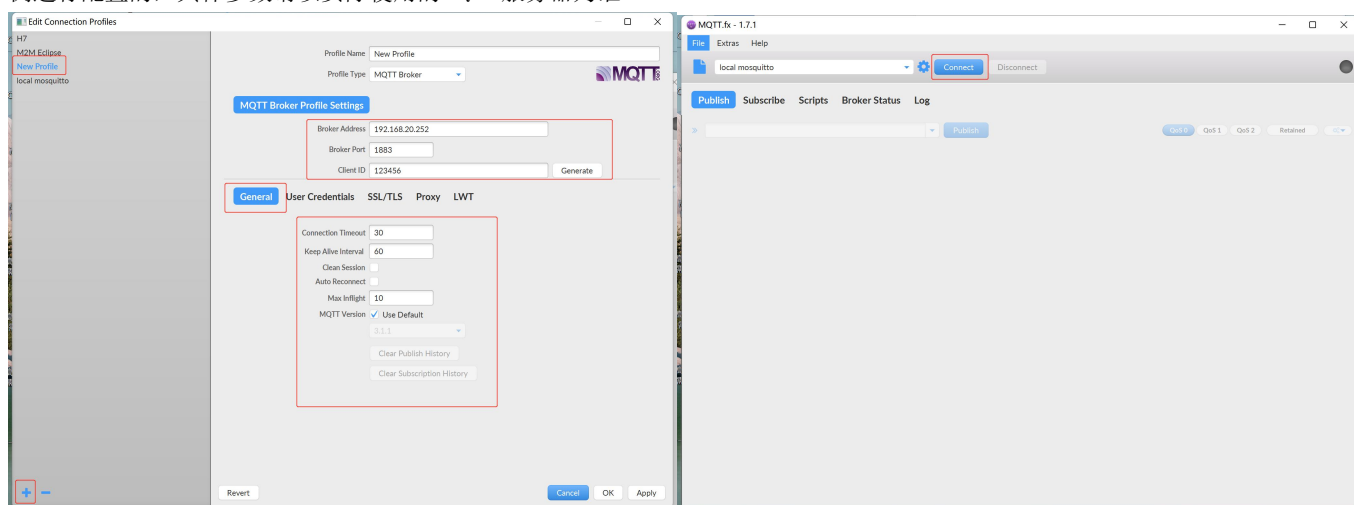 Edit Connection Profiles
H7
M2M Eclipse
New Profile
local mosquitto
Profile Name New Profile
Profile Type MQTT Broker
MQTT
MQTT Broker Profile Settings
Broker Address 192.168.20.252
Broker Port 1883
Client ID 123456 Generate
General User Credentials SSL/TLS Proxy LWT
Connection Timeout 30
Keep Alive Interval 60
Clean Session
Auto Reconnect
Max Inflight 10
MQTT Version Use Default
3.1.1
Clear Publish History
Clear Subscription History
Revert Cancel OK Apply
MQTT.fx - 1.7.1
File Extras Help
local mosquitto Connect Disconnect
Publish Subscribe Scripts Broker Status Log
Publish QoS 0 QoS 1 QoS 2 Retained